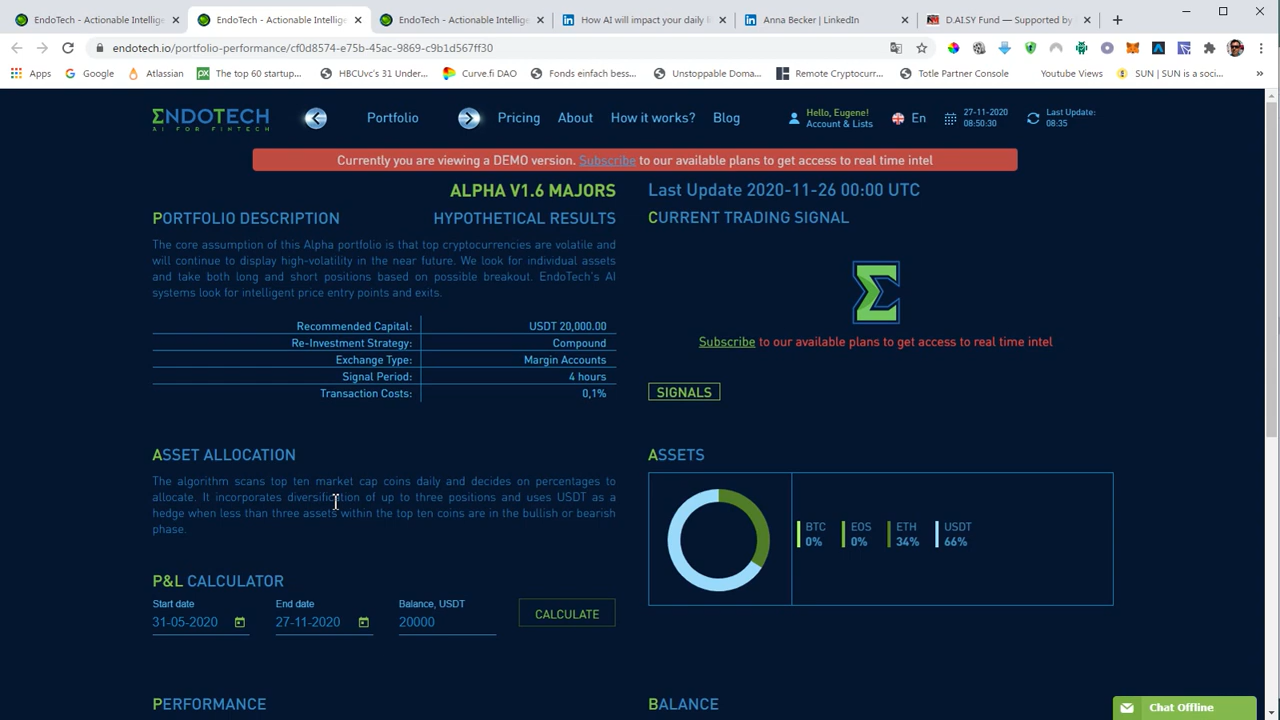 EndoTech - Actionable Intellige
EndoTech - Actionable Intellige
EndoTech - Actionable Intellige
How AI will impact your daily l
Anna Becker | LinkedIn
D.AI.SY Fund — Supported by
endotech.io/portfolio-performance/cf0d8574-e75b-45ac-9869-c9b1d567ff30
Apps
Google
Atlassian
The top 60 startup...
HBCUvc's 31 Under...
Curve.fi DAO
Fonds einfach bess...
Unstoppable Doma...
Remote Cryptocurr...
Totle Partner Console
Youtube Views
SUN | SUN is a soci...
ΣNDOTECH
AI FOR FINTECH
Portfolio
Pricing
About
How it works?
Blog
Hello, Eugene!
Account & Lists
En
27-11-2020
08:50:30
Last Update:
08:35
Currently you are viewing a DEMO version. Subscribe to our available plans to get access to real time intel
ALPHA V1.6 MAJORS
PORTFOLIO DESCRIPTION
HYPOTHETICAL RESULTS
The core assumption of this Alpha portfolio is that top cryptocurrencies are volatile and
will continue to display high-volatility in the near future. We look for individual assets
and take both long and short positions based on possible breakout. EndoTech's AI
systems look for intelligent price entry points and exits.
Recommended Capital: USDT 20,000.00
Re-Investment Strategy: Compound
Exchange Type: Margin Accounts
Signal Period: 4 hours
Transaction Costs: 0,1%
Last Update 2020-11-26 00:00 UTC
CURRENT TRADING SIGNAL
Σ
Subscribe to our available plans to get access to real time intel
SIGNALS
ASSET ALLOCATION
The algorithm scans top ten market cap coins daily and decides on percentages to
allocate. It incorporates diversification of up to three positions and uses USDT as a
hedge when less than three assets within the top ten coins are in the bullish or bearish
phase.
ASSETS
BTC
0%
EOS
0%
ETH
34%
USDT
66%
P&L CALCULATOR
Start date
31-05-2020
End date
27-11-2020
Balance, USDT
20000
CALCULATE
PERFORMANCE
BALANCE
Chat Offline